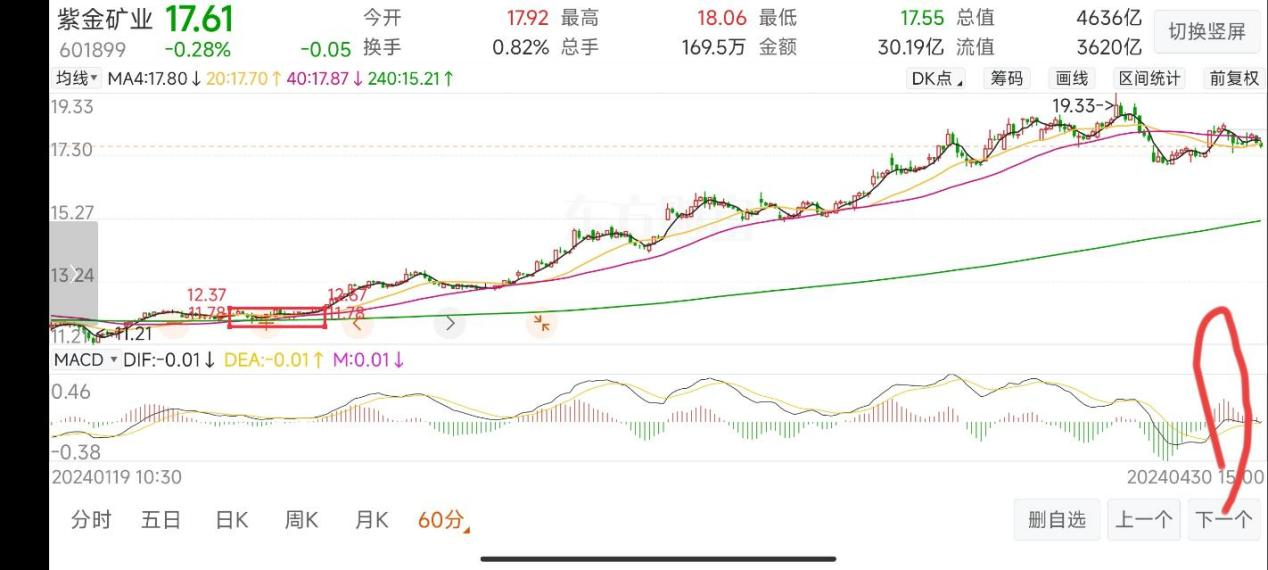 紫金矿业 17.61 今开 17.92 最高 18.06 最低 17.55 总值 4636亿 切换竖屏
601899 -0.28% -0.05 换手 0.82% 总手 169.5万 金额 30.19亿 流值 3620亿
均线▾ MA4:17.80↓ 20:17.70↑ 40:17.87↓ 240:15.21↑ DK点 筹码 画线 区间统计 前复权
19.33
19.33->
17.30
15.27
13.24
12.37 12.67
11.78 11.78
11.21 11.21
MACD ▾ DIF:-0.01↓ DEA:-0.01↑ M:0.01↓
0.46
-0.38
20240119 10:30 20240430 15:00
分时 五日 日K 周K 月K 60分 删自选 上一个 下一个